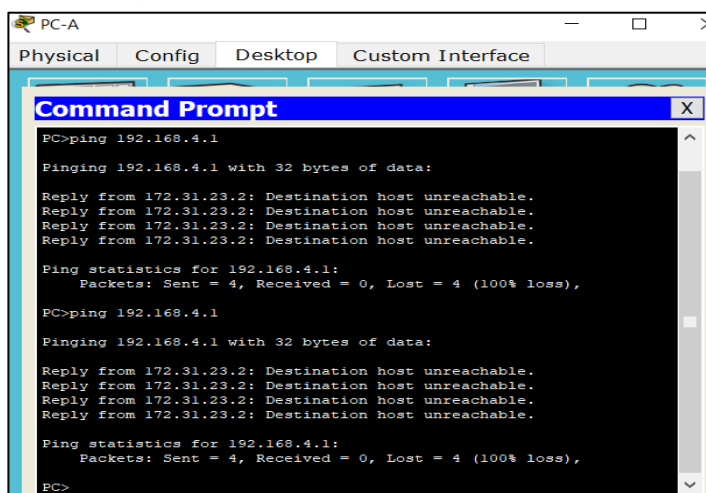 PC-A
Physical Config Desktop Custom Interface
Command Prompt
X
PC>ping 192.168.4.1
Pinging 192.168.4.1 with 32 bytes of data:
Reply from 172.31.23.2: Destination host unreachable.
Reply from 172.31.23.2: Destination host unreachable.
Reply from 172.31.23.2: Destination host unreachable.
Reply from 172.31.23.2: Destination host unreachable.
Ping statistics for 192.168.4.1:
Packets: Sent = 4, Received = 0, Lost = 4 (100% loss),
PC>ping 192.168.4.1
Pinging 192.168.4.1 with 32 bytes of data:
Reply from 172.31.23.2: Destination host unreachable.
Reply from 172.31.23.2: Destination host unreachable.
Reply from 172.31.23.2: Destination host unreachable.
Reply from 172.31.23.2: Destination host unreachable.
Ping statistics for 192.168.4.1:
Packets: Sent = 4, Received = 0, Lost = 4 (100% loss),
PC>